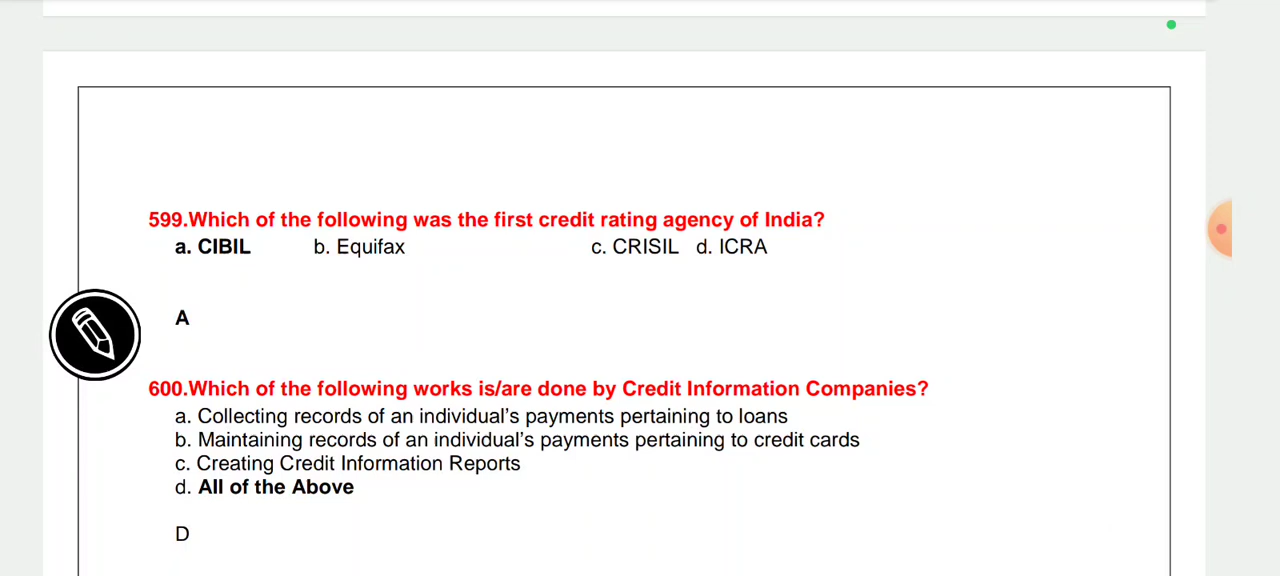 599.Which of the following was the first credit rating agency of India?
a. CIBIL b. Equifax c. CRISIL d. ICRA
A
600.Which of the following works is/are done by Credit Information Companies?
a. Collecting records of an individual’s payments pertaining to loans
b. Maintaining records of an individual’s payments pertaining to credit cards
c. Creating Credit Information Reports
d. All of the Above
D